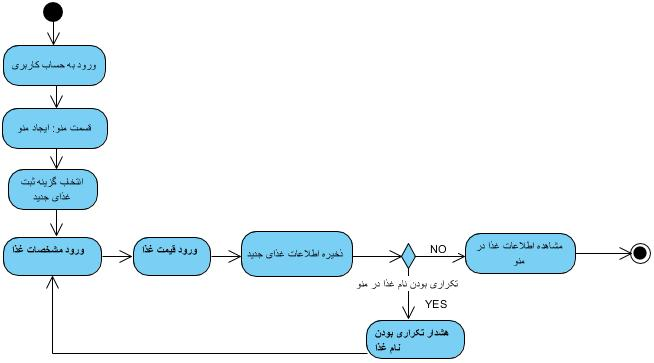 ورود به حساب کاربری
قسمت منو: ایجاد منو
انتخاب گزینه ثبت
غذای جدید
ورود مشخصات غذا
ورود قیمت غذا
ذخیره اطلاعات غذای جدید
تکراری بودن نام غذا در منو
NO
مشاهده اطلاعات غذا در
منو
YES
هشدار تکراری بودن
نام غذا